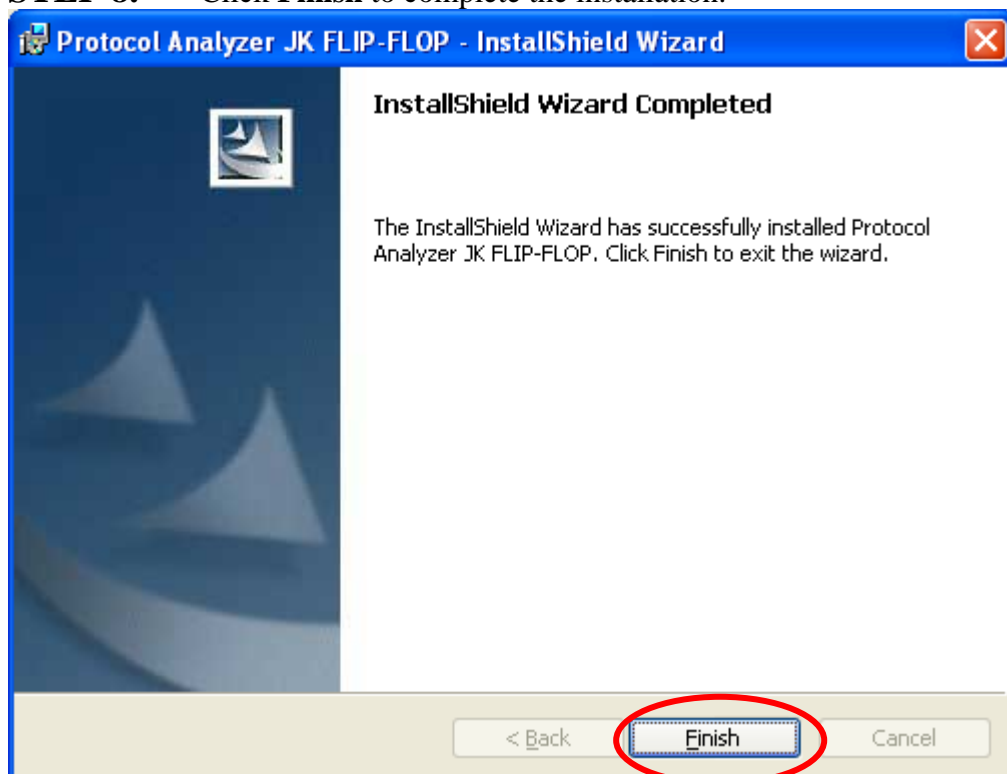 Click Finish to complete the installation.
Protocol Analyzer JK FLIP-FLOP - InstallShield Wizard
InstallShield Wizard Completed
The InstallShield Wizard has successfully installed Protocol
Analyzer JK FLIP-FLOP. Click Finish to exit the wizard.
< Back
Finish
Cancel